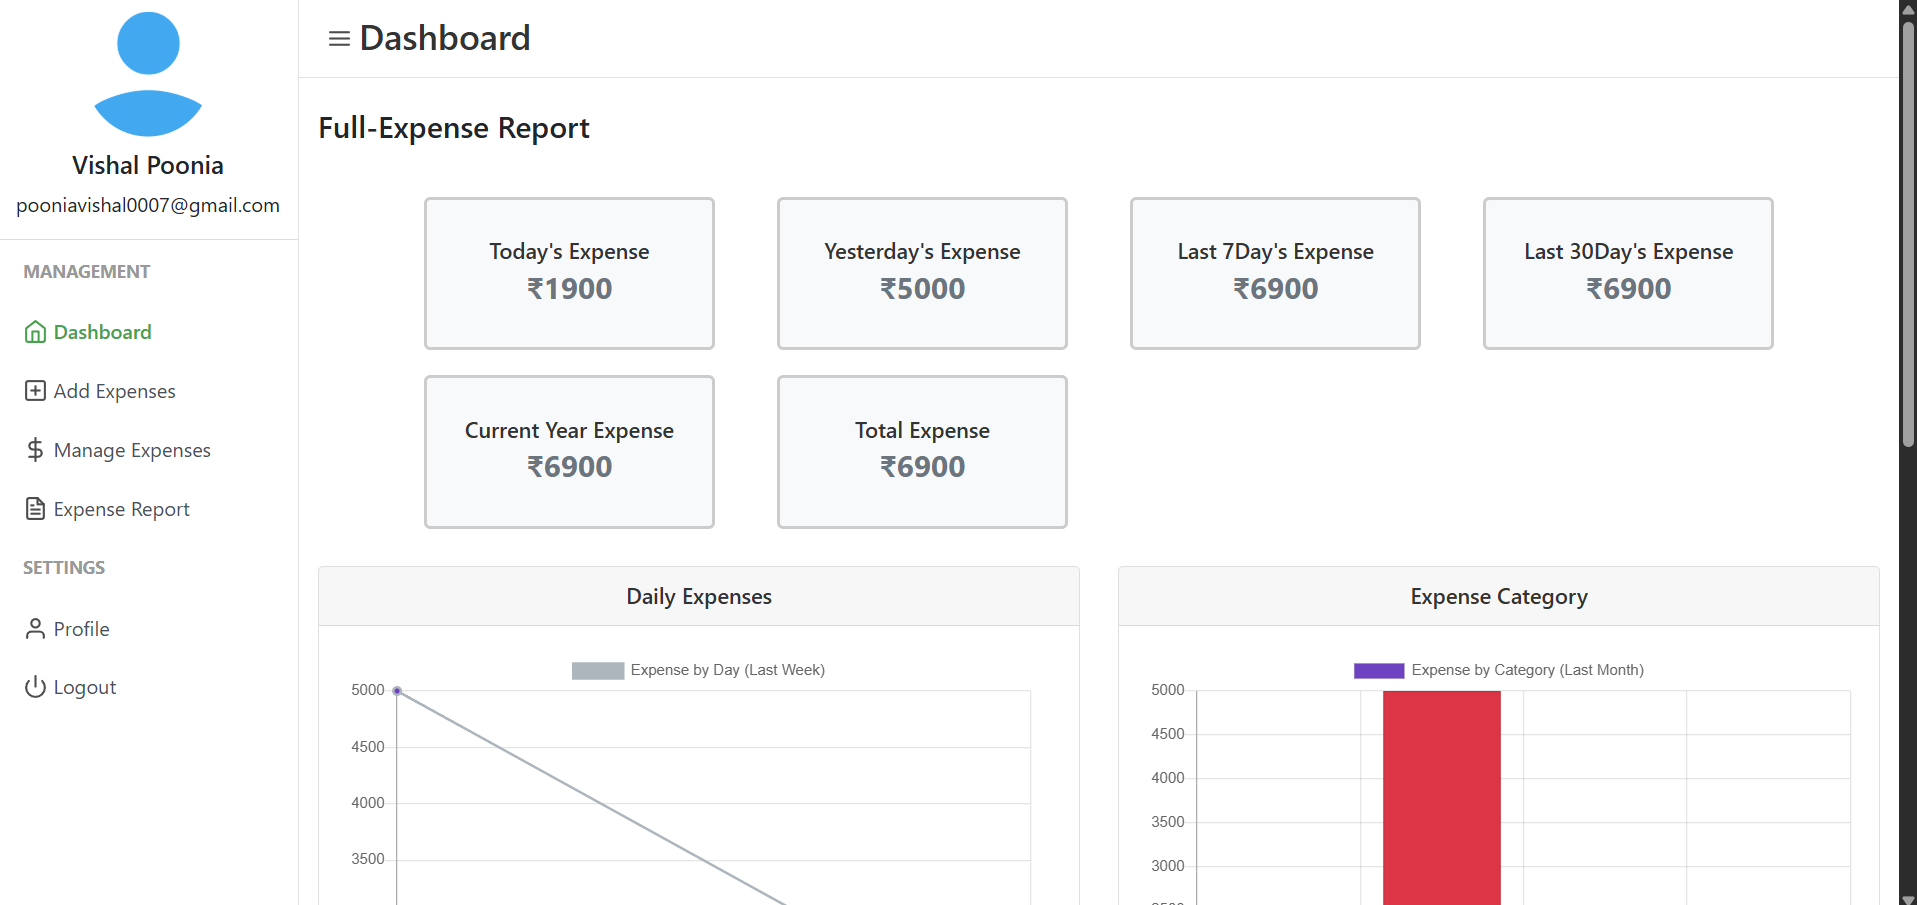 Vishal Poonia
pooniavishal0007@gmail.com
MANAGEMENT
Dashboard
Add Expenses
Manage Expenses
Expense Report
SETTINGS
Profile
Logout
Dashboard
Full-Expense Report
Today's Expense
₹1900
Yesterday's Expense
₹5000
Last 7Day's Expense
₹6900
Last 30Day's Expense
₹6900
Current Year Expense
₹6900
Total Expense
₹6900
Daily Expenses
Expense by Day (Last Week)
5000
4500
4000
3500
Expense Category
Expense by Category (Last Month)
5000
4500
4000
3500
3000